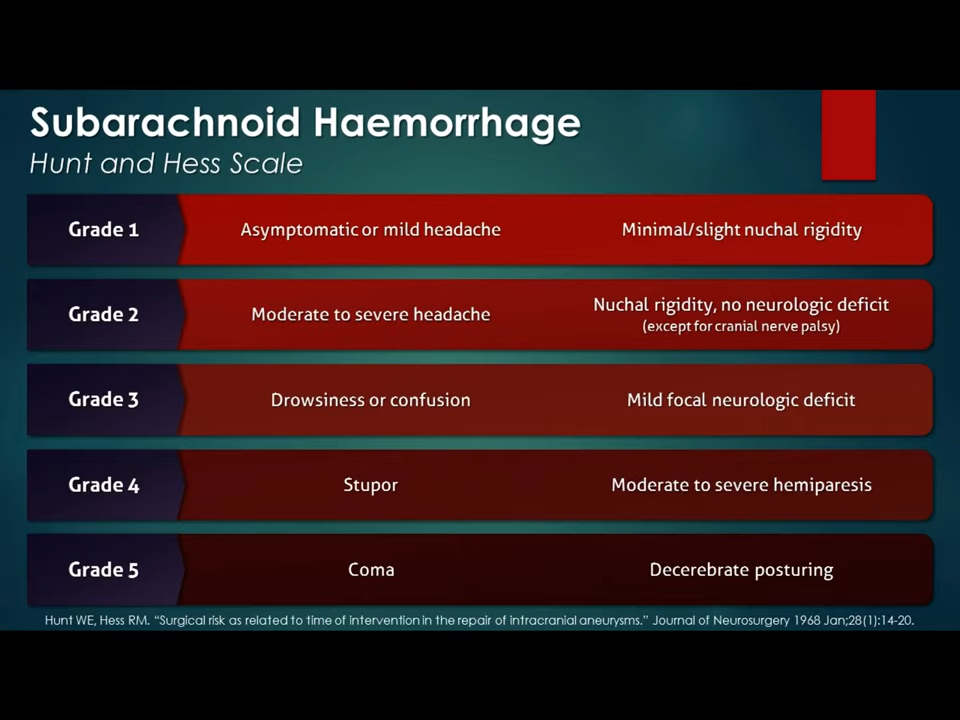 Subarachnoid Haemorrhage
Hunt and Hess Scale
Grade 1
Asymptomatic or mild headache
Minimal/slight nuchal rigidity
Grade 2
Moderate to severe headache
Nuchal rigidity, no neurologic deficit
(except for cranial nerve palsy)
Grade 3
Drowsiness or confusion
Mild focal neurologic deficit
Grade 4
Stupor
Moderate to severe hemiparesis
Grade 5
Coma
Decerebrate posturing
Hunt WE, Hess RM. “Surgical risk as related to time of intervention in the repair of intracranial aneurysms.” Journal of Neurosurgery 1968 Jan;28(1):14-20.